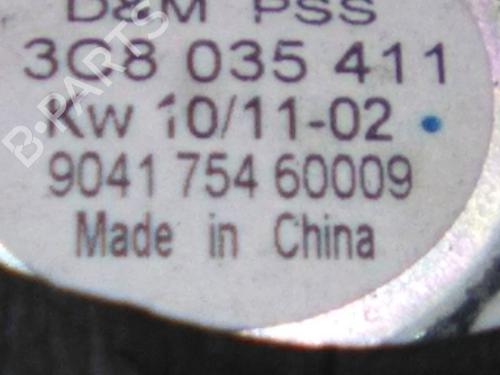 D&M PSS
3C8 035 411
Kw 10/11-02
9041 754 60009
Made in China
B-PARTS